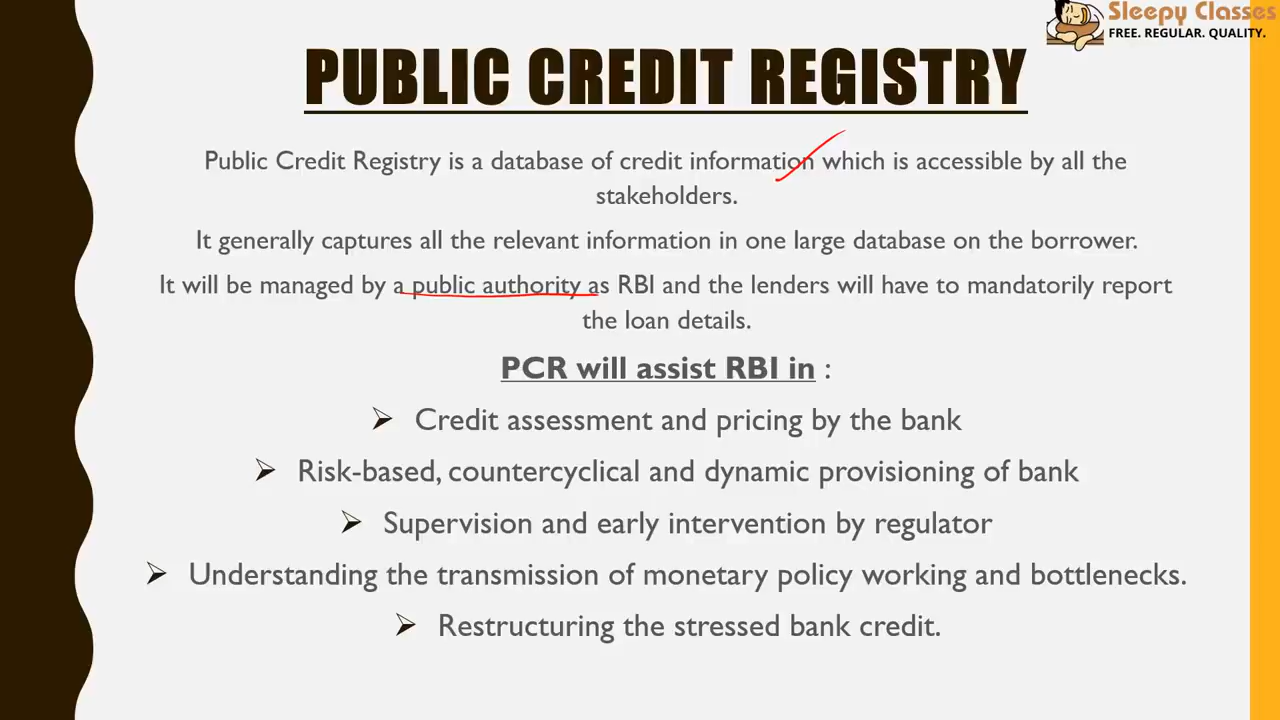 Sleepy Classes
FREE. REGULAR. QUALITY.
PUBLIC CREDIT REGISTRY
Public Credit Registry is a database of credit information which is accessible by all the
stakeholders.
It generally captures all the relevant information in one large database on the borrower.
It will be managed by a public authority as RBI and the lenders will have to mandatorily report
the loan details.
PCR will assist RBI in :
Credit assessment and pricing by the bank
Risk-based, countercyclical and dynamic provisioning of bank
Supervision and early intervention by regulator
Understanding the transmission of monetary policy working and bottlenecks.
Restructuring the stressed bank credit.